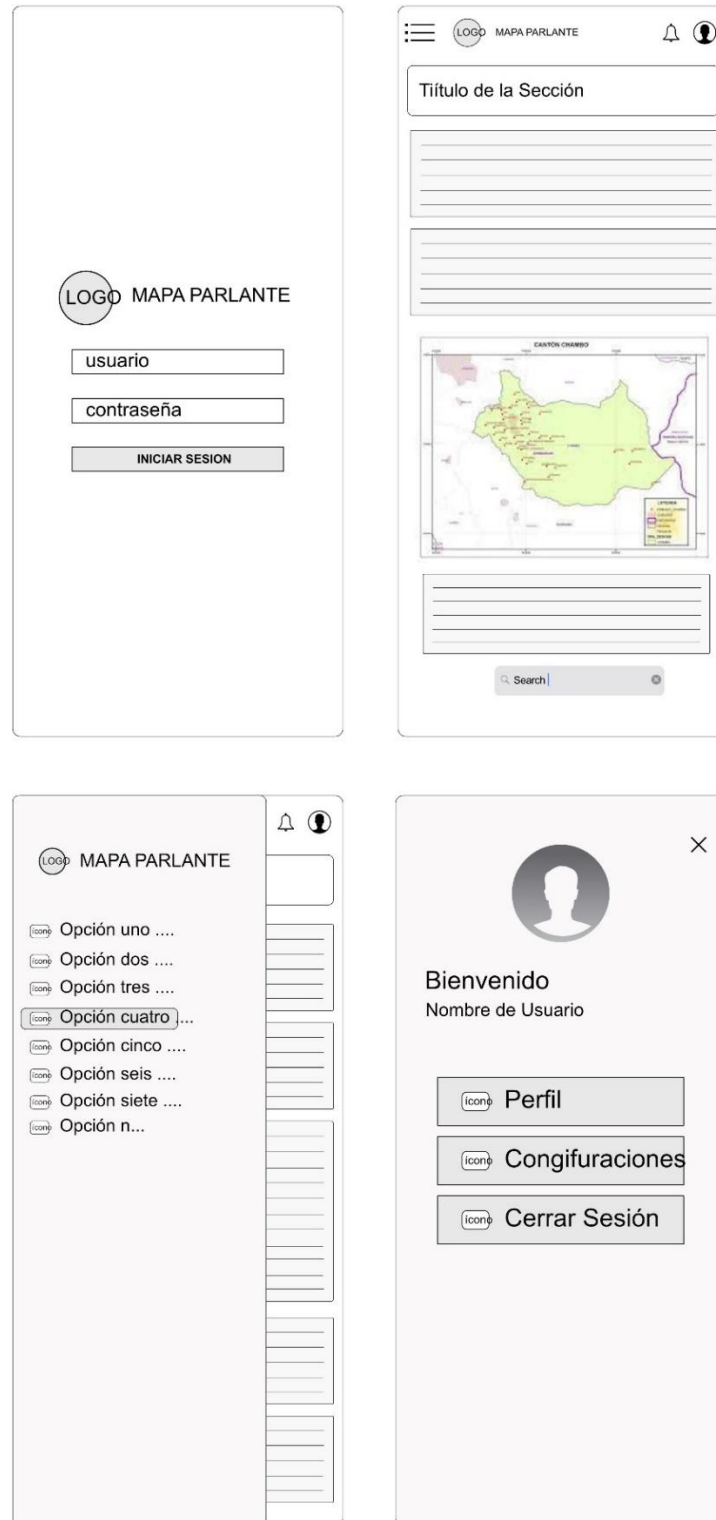 LOGO MAPA PARLANTE
usuario
contraseña
INICIAR SESION
LOGO MAPA PARLANTE
Tiítulo de la Sección
CANTÓN CHAMBO
LEYENDA
Search
LOGO MAPA PARLANTE
ícono Opción uno ....
ícono Opción dos ....
ícono Opción tres ....
ícono Opción cuatro ....
ícono Opción cinco ....
ícono Opción seis ....
ícono Opción siete ....
ícono Opción n...
Bienvenido
Nombre de Usuario
ícono Perfil
ícono Congifuraciones
ícono Cerrar Sesión